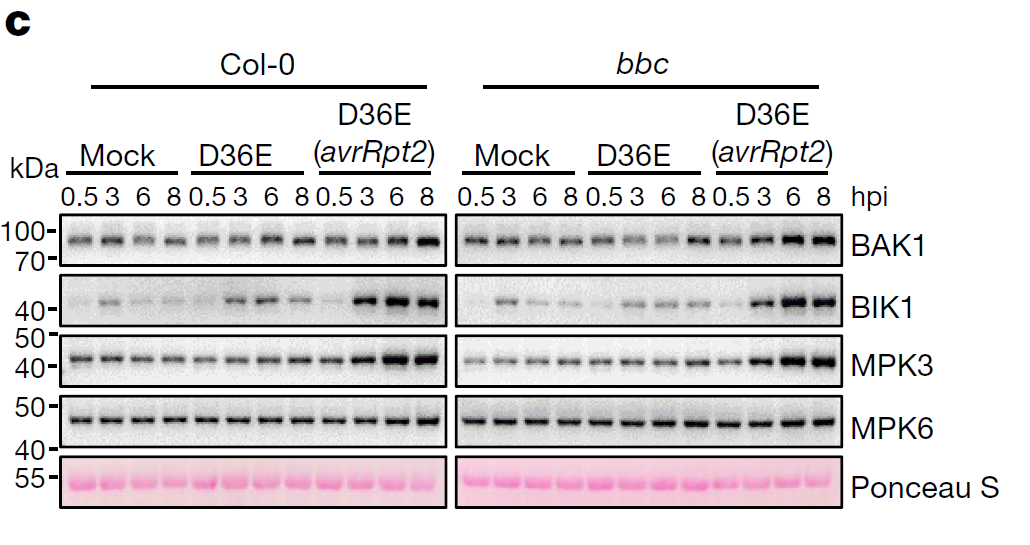 c
Col-0 bbc
D36E D36E
kDa Mock D36E (avrRpt2) Mock D36E (avrRpt2)
0.5 3 6 8 0.5 3 6 8 0.5 3 6 8 0.5 3 6 8 0.5 3 6 8 0.5 3 6 8 hpi
100
70 BAK1
40 BIK1
50
40 MPK3
50 MPK6
40
55 Ponceau S